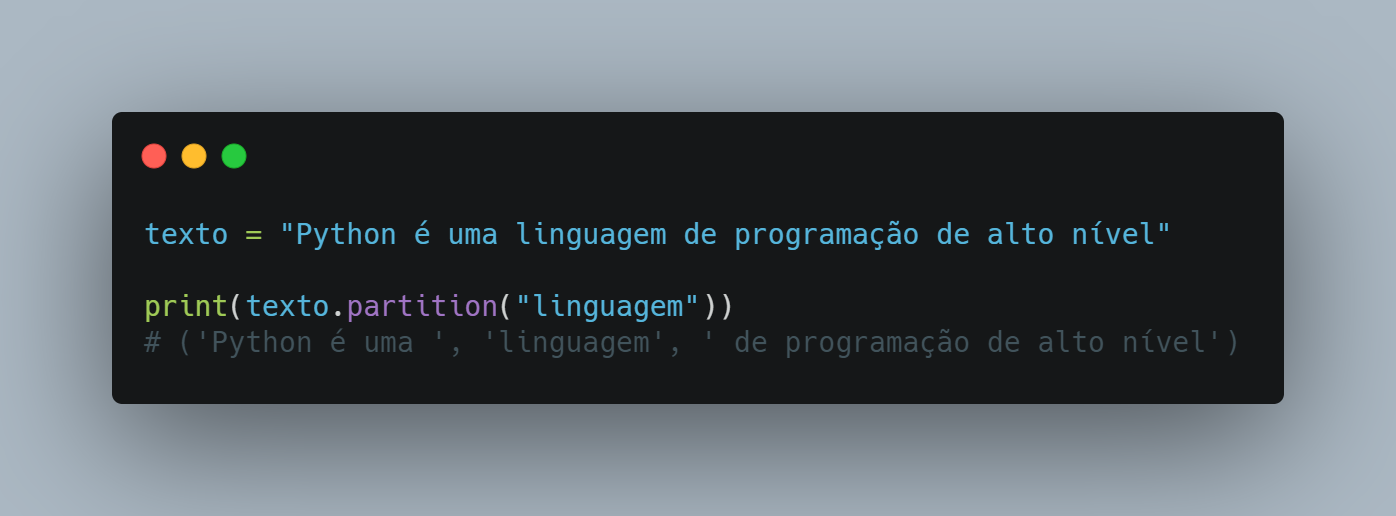 texto = "Python é uma linguagem de programação de alto nível"
print(texto.partition("linguagem"))
# ('Python é uma ', 'linguagem', ' de programação de alto nível')